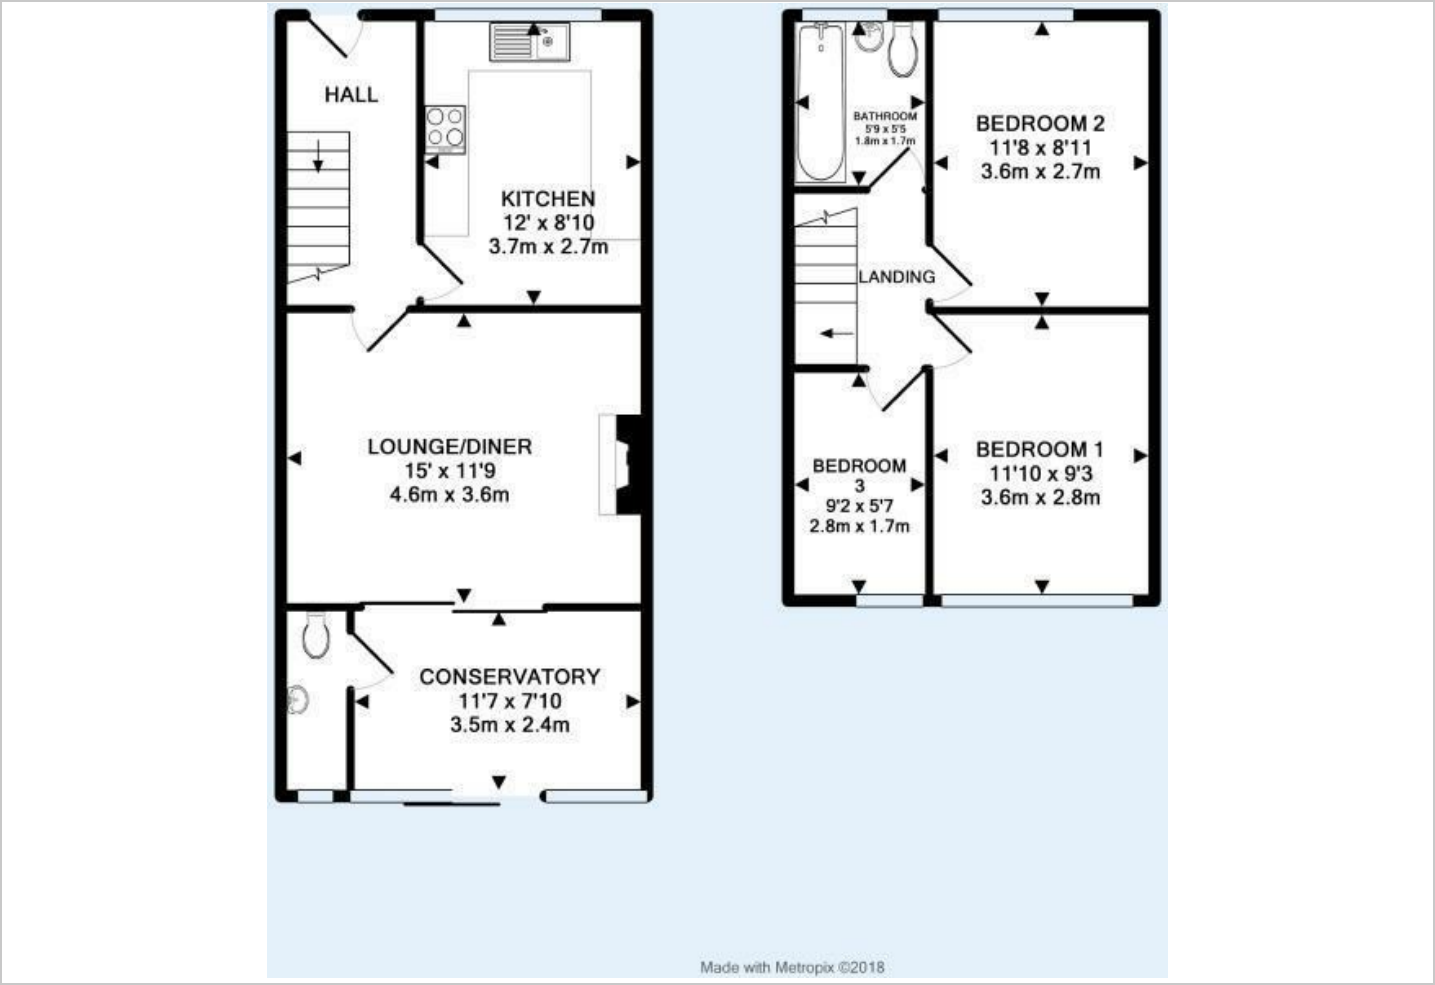 HALL
KITCHEN
12' x 8'10
3.7m x 2.7m
LOUNGE/DINER
15' x 11'9
4.6m x 3.6m
CONSERVATORY
11'7 x 7'10
3.5m x 2.4m
BATHROOM
5'9 x 5'5
1.8m x 1.7m
BEDROOM 2
11'8 x 8'11
3.6m x 2.7m
LANDING
BEDROOM
3
9'2 x 5'7
2.8m x 1.7m
BEDROOM 1
11'10 x 9'3
3.6m x 2.8m
Made with Metropix ©2018